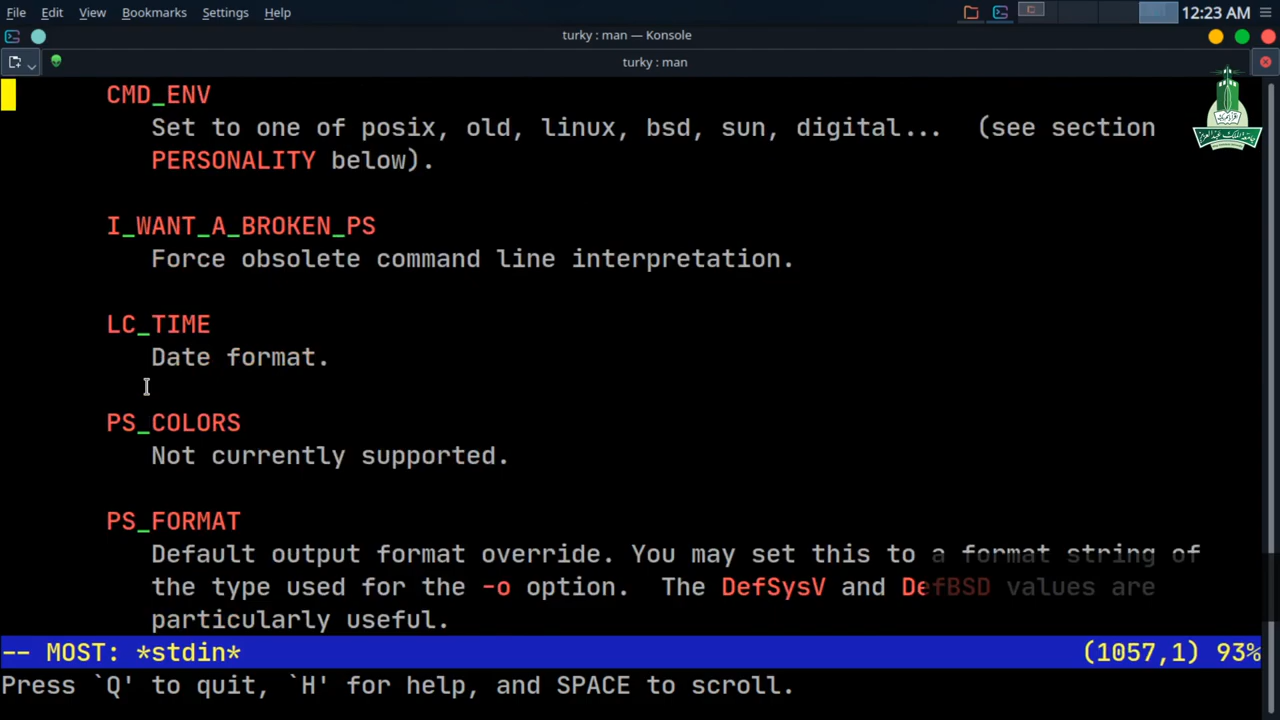 File Edit View Bookmarks Settings Help 12:23 AM
turky : man — Konsole
turky : man
CMD_ENV
Set to one of posix, old, linux, bsd, sun, digital... (see section
PERSONALITY below).
I_WANT_A_BROKEN_PS
Force obsolete command line interpretation.
LC_TIME
Date format.
PS_COLORS
Not currently supported.
PS_FORMAT
Default output format override. You may set this to a format string of
the type used for the -o option. The DefSysV and DefBSD values are
particularly useful.
-- MOST: *stdin* (1057,1) 93%
Press `Q' to quit, `H' for help, and SPACE to scroll.